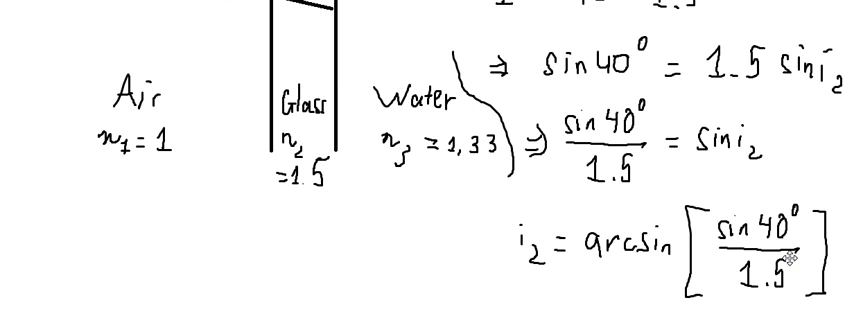 ⇒ sin 40° = 1.5 sin i₂
Air
n₁ = 1
Glass
n₂
=1.5
Water
n₃ = 1,33
⇒ sin 40° / 1.5 = sin i₂
i₂ = arcsin [ sin 40° / 1.5 ]